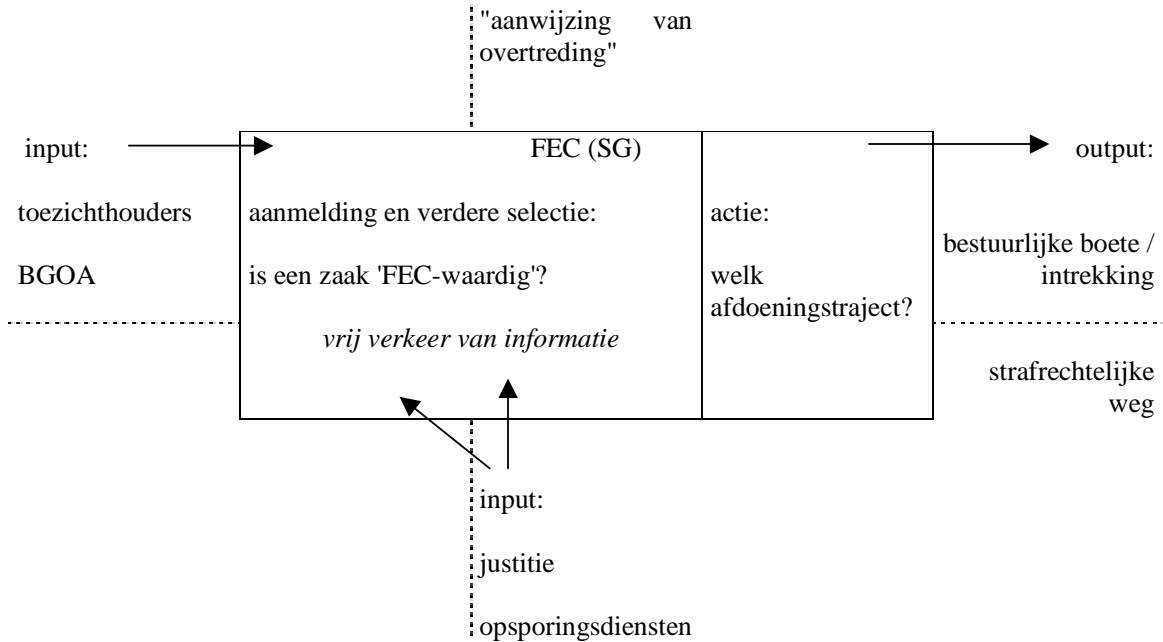 "aanwijzing van
overtreding"
input:
FEC (SG)
output:
toezichthouders
aanmelding en verdere selectie:
actie:
bestuurlijke boete /
intrekking
BGOA
is een zaak 'FEC-waardig'?
welk
afdoeningstraject?
vrij verkeer van informatie
strafrechtelijke
weg
input:
justitie
opsporingsdiensten